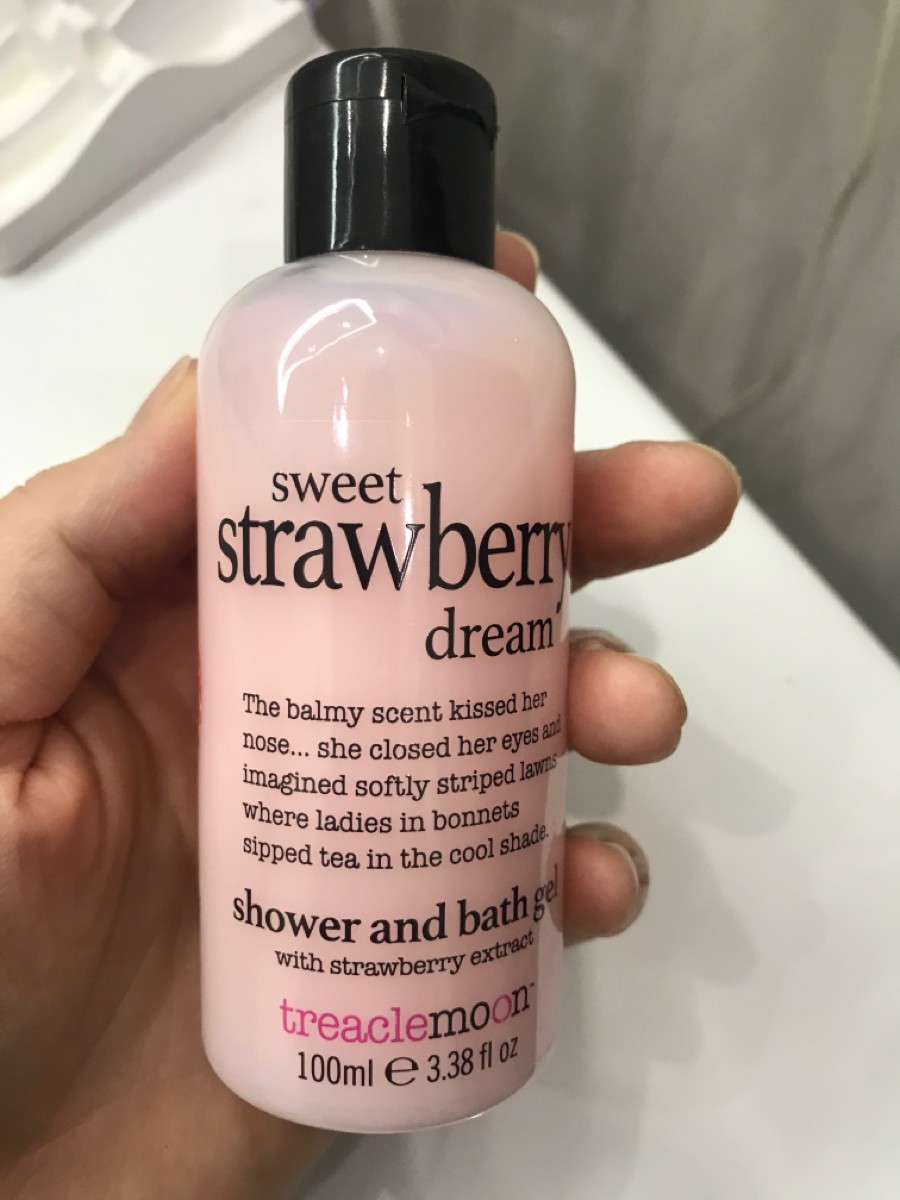 sweet
strawberry
dream
The balmy scent kissed her
nose... she closed her eyes and
imagined softly striped lawns
where ladies in bonnets
sipped tea in the cool shade.
shower and bath gel
with strawberry extract
treaclemoon™
100ml ℮ 3.38 fl oz